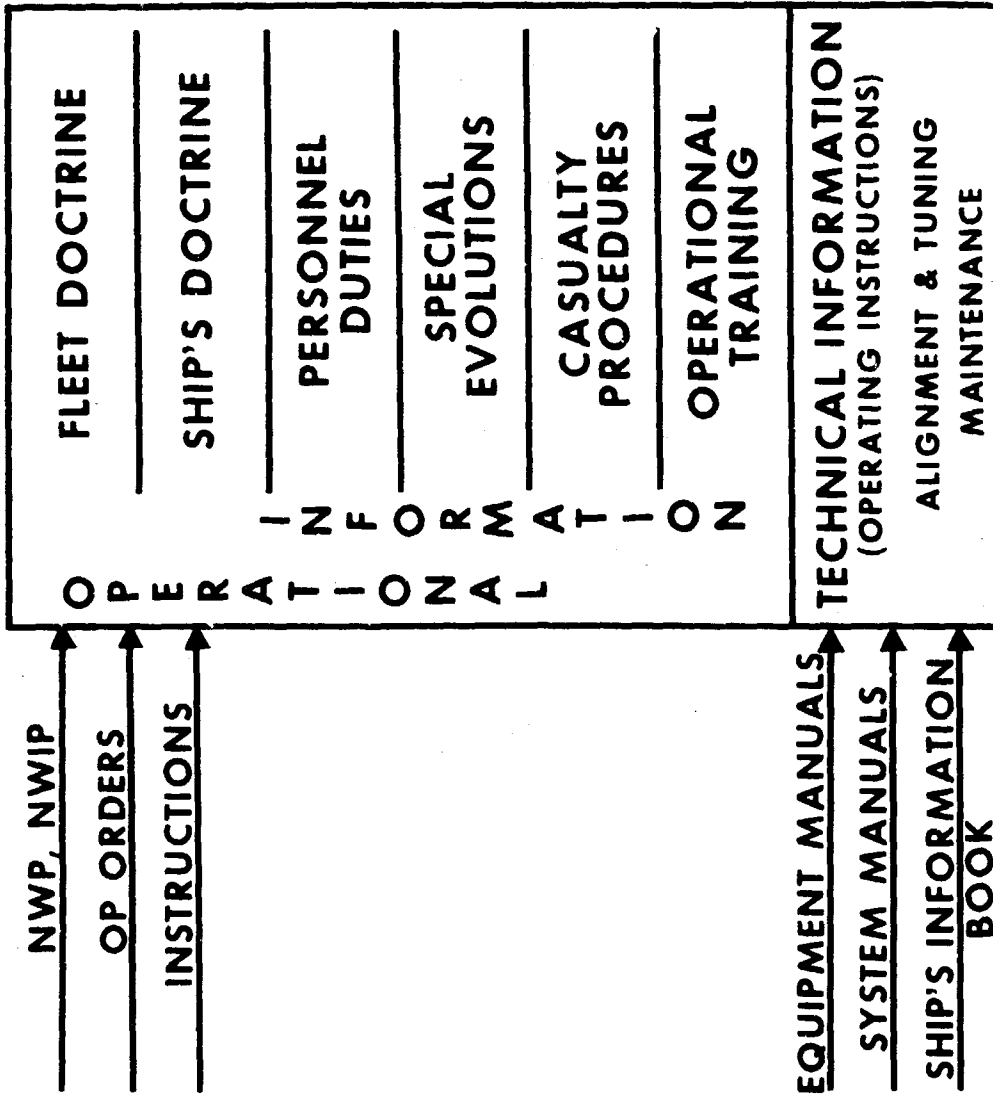 NWP, NWIP
OP ORDERS
INSTRUCTIONS
OPERATIONAL
INFORMATION
FLEET DOCTRINE
SHIP'S DOCTRINE
PERSONNEL
DUTIES
SPECIAL
EVOLUTIONS
CASUALTY
PROCEDURES
OPERATIONAL
TRAINING
EQUIPMENT MANUALS
SYSTEM MANUALS
SHIP'S INFORMATION
BOOK
TECHNICAL INFORMATION
(OPERATING INSTRUCTIONS)
ALIGNMENT & TUNING
MAINTENANCE